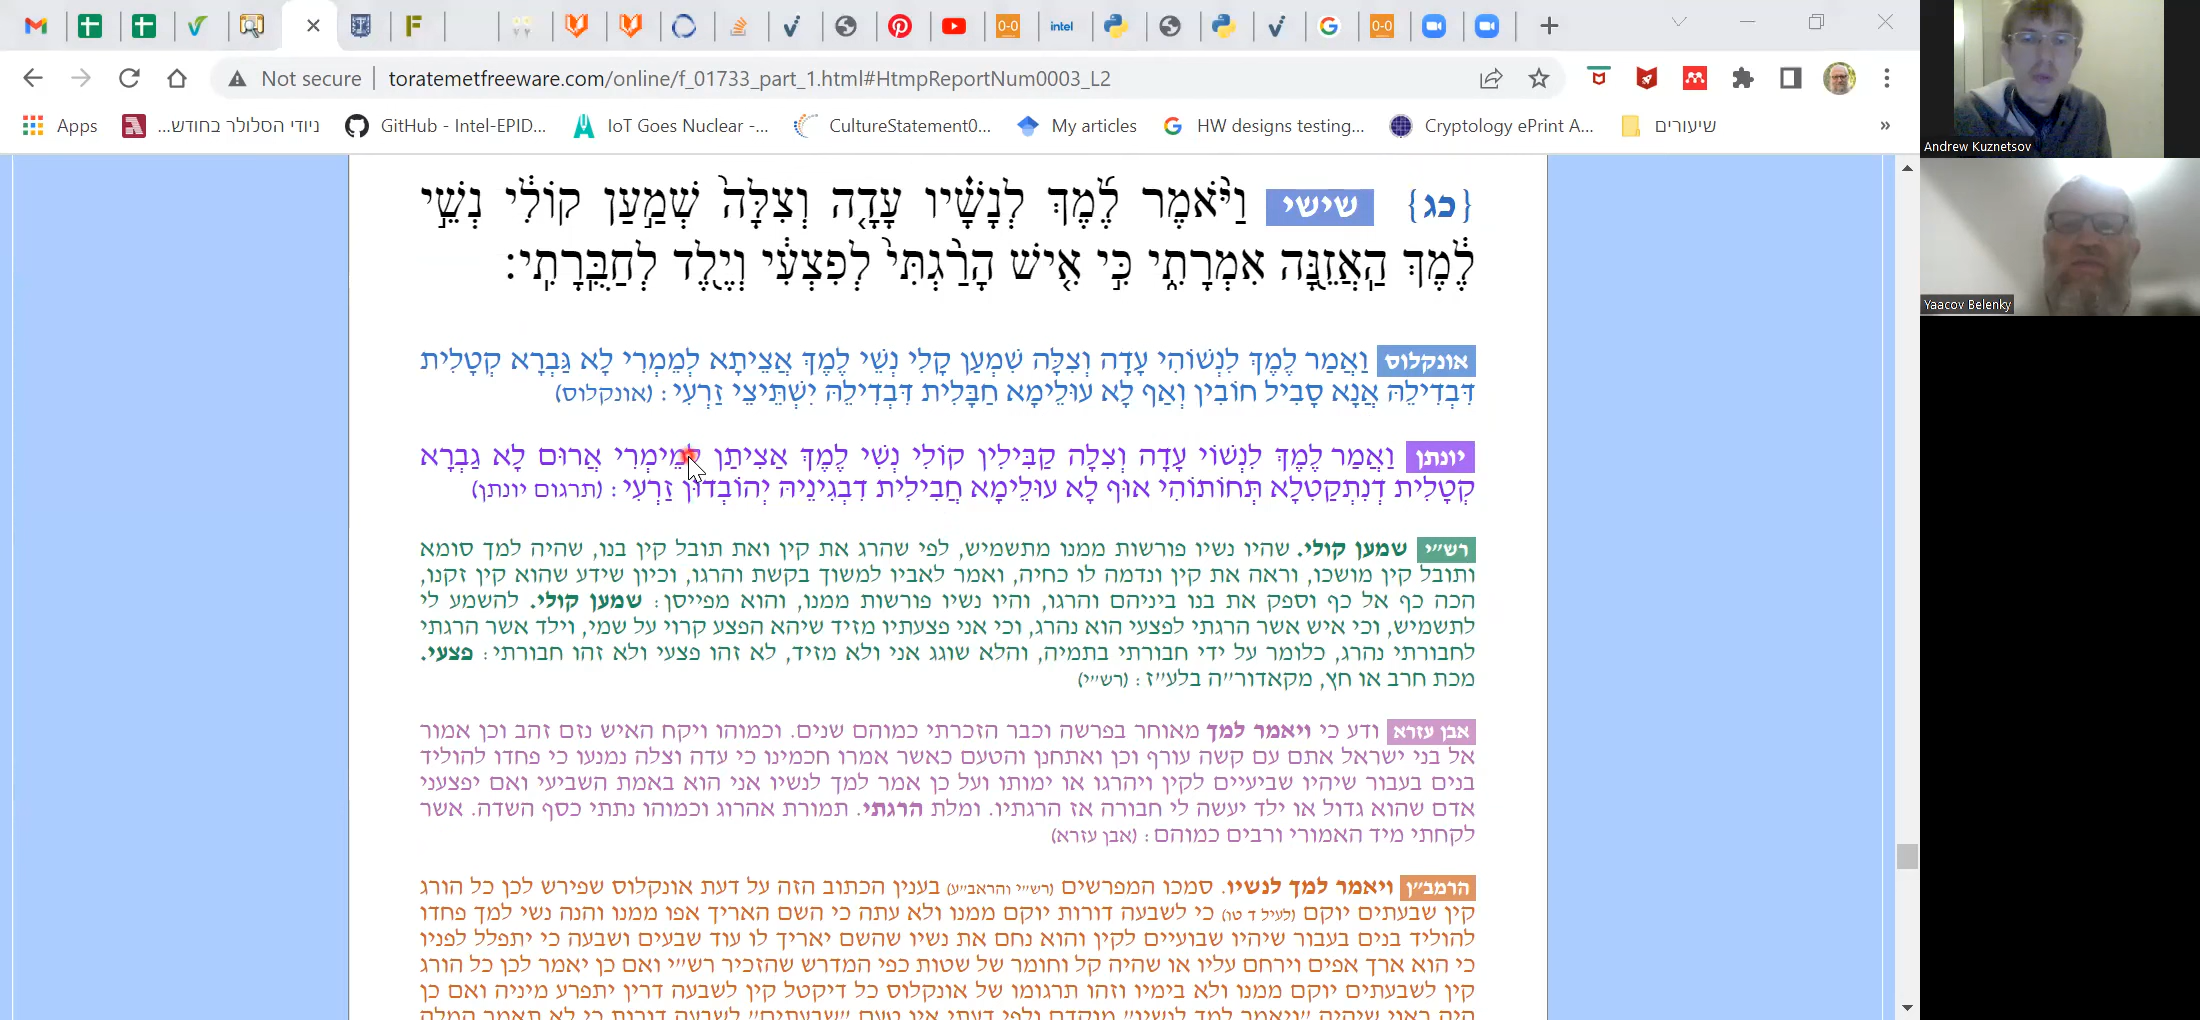 Not secure | toratemetfreeware.com/online/f_01733_part_1.html#HtmpReportNum0003_L2
Apps
ניודי הסלולר בחודש...
GitHub - Intel-EPID...
IoT Goes Nuclear -...
CultureStatement0...
My articles
HW designs testing...
Cryptology ePrint A...
שיעורים
»
Andrew Kuznetsov
Yaacov Belenky
{כג} שישי וַיֹּאמֶר לֶמֶךְ לְנָשָׁיו עָדָה וְצִלָּה שְׁמַעַן קוֹלִי נְשֵׁי
לֶמֶךְ הַאְזֵנָּה אִמְרָתִי כִּי אִישׁ הָרַגְתִּי לְפִצְעִי וְיֶלֶד לְחַבֻּרָתִי:
אונקלוס וַאֲמַר לֶמֶךְ לִנְשׁוֹהִי עָדָה וְצִלָּה שְׁמַעַן קָלִי נְשֵׁי לֶמֶךְ אֲצֵיתָא לְמֵמְרִי לָא גַּבְרָא קְטָלִית
דִּבְדִילֵהּ אֲנָא סָבִיל חוֹבִין וְאַף לָא עוּלֵימָא חַבָּלִית דִּבְדִילֵהּ יִשְׁתֵּיצֵי זַרְעִי: (אונקלוס)
יונתן וַאֲמַר לֶמֶךְ לִנְשׁוֹי עָדָה וְצִלָה קַבִּילִין קוֹלִי נְשֵׁי לֶמֶךְ אַצִיתַן לְמֵימְרִי אֲרוּם לָא גַבְרָא
קְטָלִית דְנִתְקַטְלָא תְּחוֹתוֹהִי אוּף לָא עוּלֵימָא חֲבִילִית דִבְגִינֵיהּ יְהוֹבְדוּן זַרְעִי: (תרגום יונתן)
רש"י שמען קולי. שהיו נשיו פורשות ממנו מתשמיש, לפי שהרג את קין ואת תובל קין בנו, שהיה למך סומא
ותובל קין מושכו, וראה את קין ונדמה לו כחיה, ואמר לאביו למשוך בקשת והרגו, וכיון שידע שהוא קין זקנו,
הכה כף אל כף וספק את בנו ביניהם והרגו, והיו נשיו פורשות ממנו, והוא מפייסן: שמען קולי. להשמע לי
לתשמיש, וכי איש אשר הרגתי לפצעי הוא נהרג, וכי אני פצעתיו מזיד שיהא הפצע קרוי על שמי, וילד אשר הרגתי
לחבורתי נהרג, כלומר על ידי חבורתי בתמיה, והלא שוגג אני ולא מזיד, לא זהו פצעי ולא זהו חבורתי: פצעי.
מכת חרב או חץ, מקאדור"ה בלע"ז: (רש"י)
אבן עזרא ודע כי ויאמר למך מאוחר בפרשה וכבר הזכרתי כמוהם שנים. וכמוהו ויקח האיש נזם זהב וכן אמור
אל בני ישראל אתם עם קשה עורף וכן ואתחנן והטעם כאשר אמרו חכמינו כי עדה וצלה נמנעו כי פחדו להוליד
בנים בעבור שיהיו שביעיים לקין ויהרגו או ימותו ועל כן אמר למך לנשיו אני הוא באמת השביעי ואם יפצעני
אדם שהוא גדול או ילד יעשה לי חבורה אז הרגתיו. ומלת הרגתי. תמורת אהרוג וכמוהו נתתי כסף השדה. אשר
לקחתי מיד האמורי ורבים כמוהם: (אבן עזרא)
הרמב"ן ויאמר למך לנשיו. סמכו המפרשים (רש"י והראב"ע) בענין הכתוב הזה על דעת אונקלוס שפירש לכן כל הורג
קין שבעתים יוקם (לעיל ד טו) כי לשבעה דורות יוקם ממנו ולא עתה כי השם האריך אפו ממנו והנה נשי למך פחדו
להוליד בנים בעבור שיהיו שבועיים לקין והוא נחם את נשיו שהשם יאריך לו עוד שבעים ושבעה כי יתפלל לפניו
כי הוא ארך אפים וירחם עליו או שהיה קל וחומר של שטות כפי המדרש שהזכיר רש"י ואם כן יאמר לכן כל הורג
קין לשבעתים יוקם ממנו ולא בימיו וזהו תרגומו של אונקלוס כל דיקטל קין לשבעה דרין יתפרע מיניה ואם כן
היה ראוי שיהיה "ויאמר למך לנשיו" מוקדם ולפי דעתי אין טעם "שבעתים" לשבעה דורות כי לא תאמר המלה